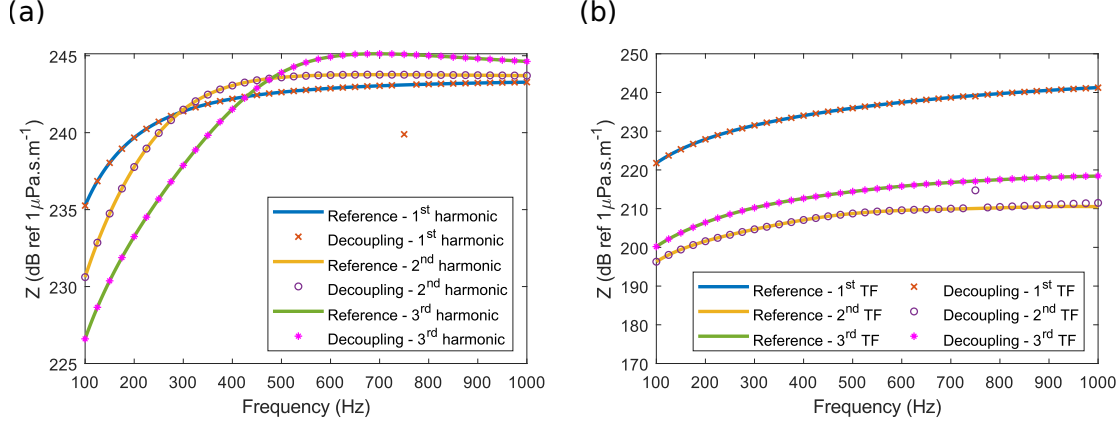 (a)
Z (dB ref 1μPa.s.m⁻¹)
245
240
235
230
225
100 200 300 400 500 600 700 800 900 1000
Frequency (Hz)
Reference - 1ˢᵗ harmonic
Decoupling - 1ˢᵗ harmonic
Reference - 2ⁿᵈ harmonic
Decoupling - 2ⁿᵈ harmonic
Reference - 3ʳᵈ harmonic
Decoupling - 3ʳᵈ harmonic
(b)
Z (dB ref 1μPa.s.m⁻¹)
250
240
230
220
210
200
190
180
170
100 200 300 400 500 600 700 800 900 1000
Frequency (Hz)
Reference - 1ˢᵗ TF
Reference - 2ⁿᵈ TF
Reference - 3ʳᵈ TF
Decoupling - 1ˢᵗ TF
Decoupling - 2ⁿᵈ TF
Decoupling - 3ʳᵈ TF